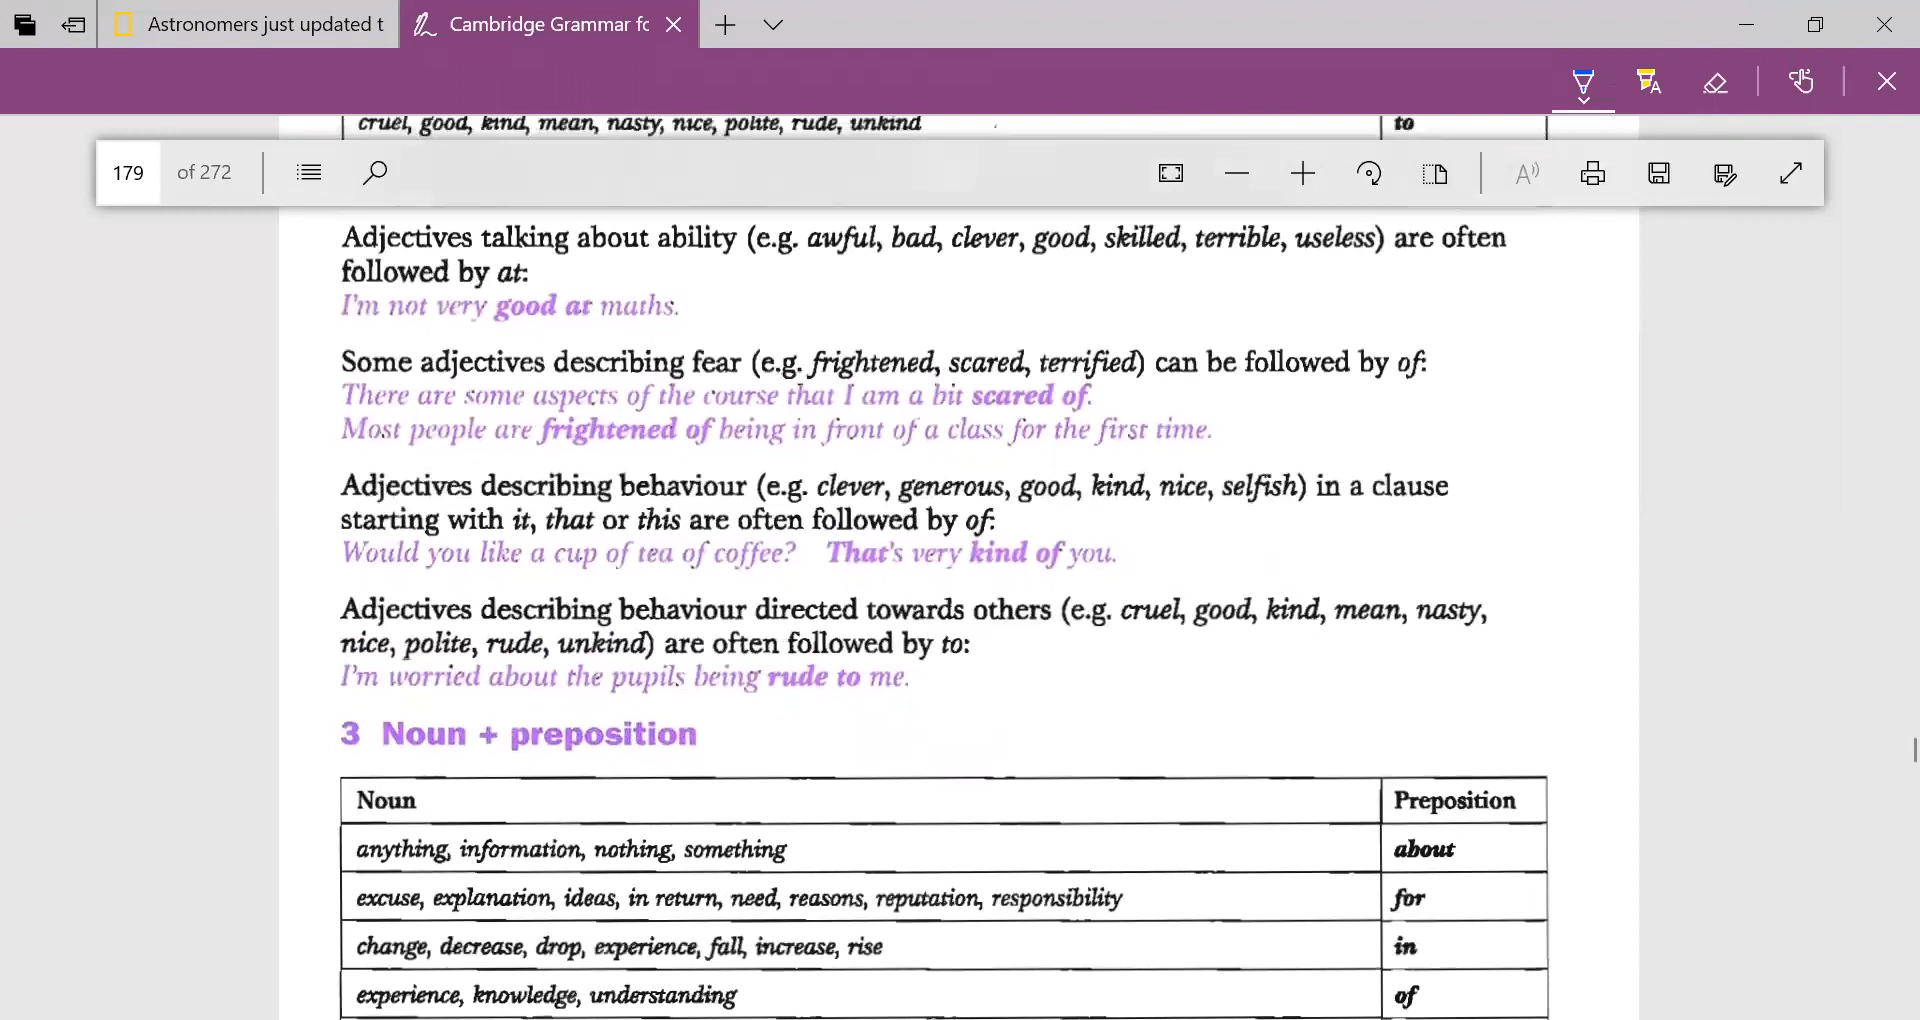 Astronomers just updated t
Cambridge Grammar fo
cruel, good, kind, mean, nasty, nice, polite, rude, unkind to
179 of 272
Adjectives talking about ability (e.g. awful, bad, clever, good, skilled, terrible, useless) are often
followed by at:
I'm not very good at maths.
Some adjectives describing fear (e.g. frightened, scared, terrified) can be followed by of:
There are some aspects of the course that I am a bit scared of.
Most people are frightened of being in front of a class for the first time.
Adjectives describing behaviour (e.g. clever, generous, good, kind, nice, selfish) in a clause
starting with it, that or this are often followed by of:
Would you like a cup of tea of coffee? That's very kind of you.
Adjectives describing behaviour directed towards others (e.g. cruel, good, kind, mean, nasty,
nice, polite, rude, unkind) are often followed by to:
I'm worried about the pupils being rude to me.
3 Noun + preposition
Noun Preposition
anything, information, nothing, something about
excuse, explanation, ideas, in return, need, reasons, reputation, responsibility for
change, decrease, drop, experience, fall, increase, rise in
experience, knowledge, understanding of